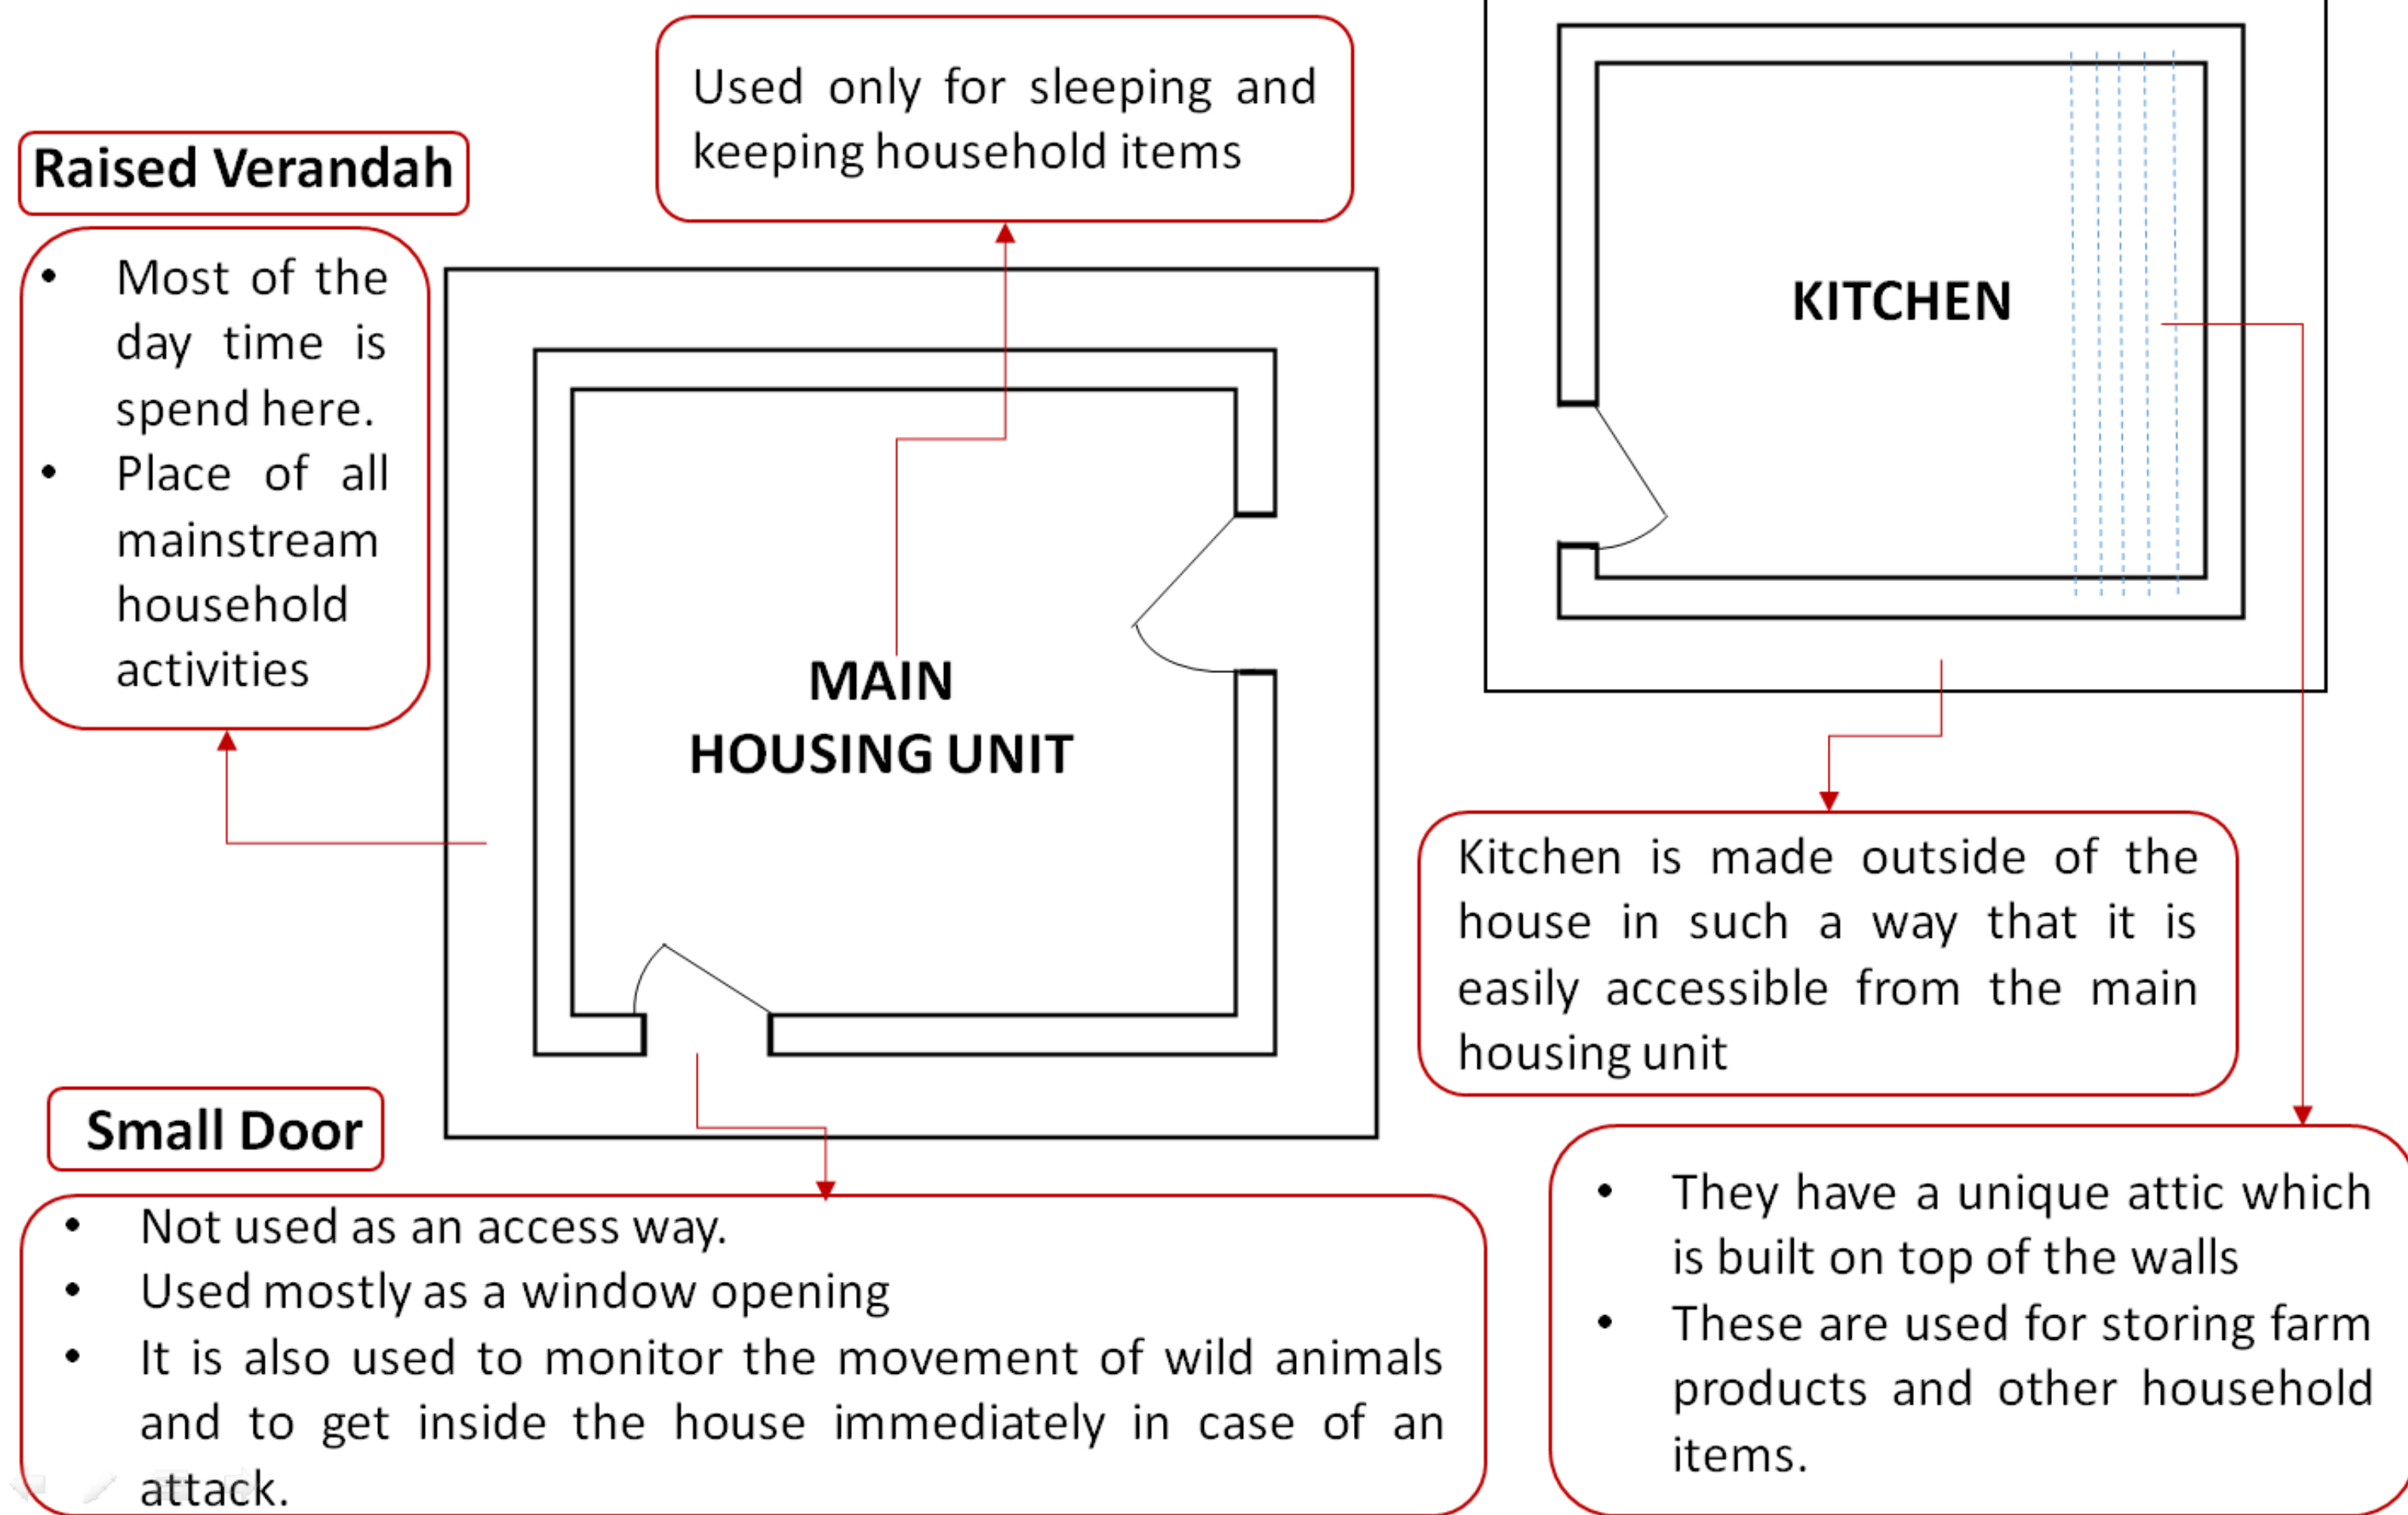 Used only for sleeping and
keeping household items
Raised Verandah
• Most of the
day time is
spend here.
• Place of all
mainstream
household
activities
KITCHEN
MAIN
HOUSING UNIT
Kitchen is made outside of the
house in such a way that it is
easily accessible from the main
housing unit
Small Door
• Not used as an access way.
• Used mostly as a window opening
• It is also used to monitor the movement of wild animals
and to get inside the house immediately in case of an
attack.
• They have a unique attic which
is built on top of the walls
• These are used for storing farm
products and other household
items.